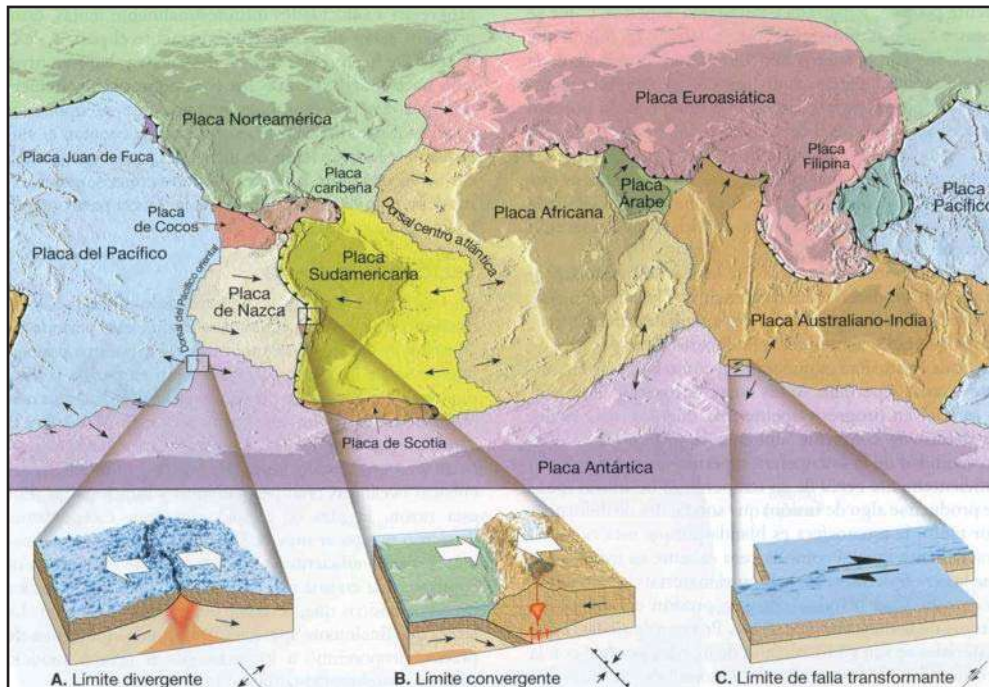 Placa Norteamérica
Placa Euroasiática
Placa Juan de Fuca
Placa
Filipina
Placa
caribeña
Placa
Árabe
Placa
de Cocos
Placa Africana
Placa
Pacífico
Dorsal centro atlántica
Placa del Pacífico
Dorsal del Pacífico oriental
Placa
Sudamericana
Placa
de Nazca
Placa Australiano-India
Placa de Scotia
Placa Antártica
A. Límite divergente
B. Límite convergente
C. Límite de falla transformante